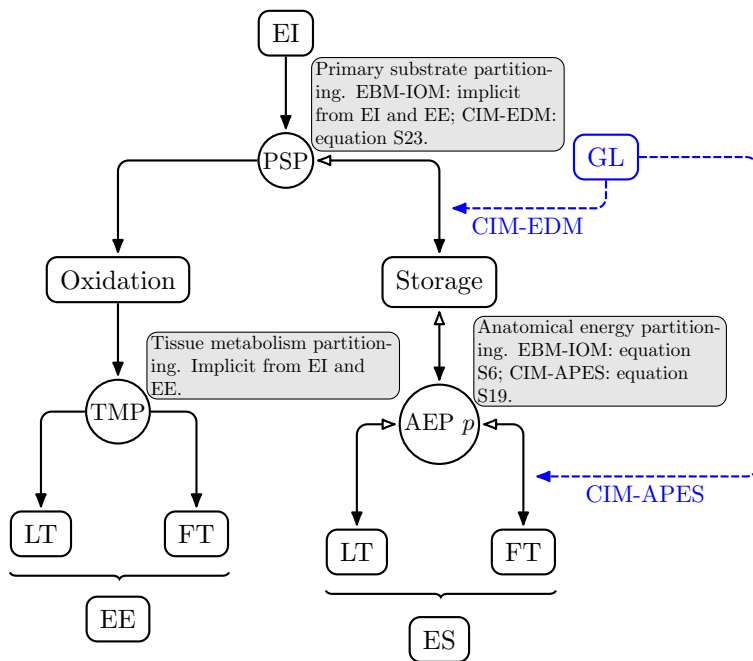 EI
Primary substrate partition-
ing. EBM-IOM: implicit
from EI and EE; CIM-EDM:
equation S23.
PSP
GL
CIM-EDM
Oxidation
Storage
Tissue metabolism partition-
ing. Implicit from EI and
EE.
Anatomical energy partition-
ing. EBM-IOM: equation
S6; CIM-APES: equation
S19.
TMP
AEP p
CIM-APES
LT
FT
LT
FT
EE
ES